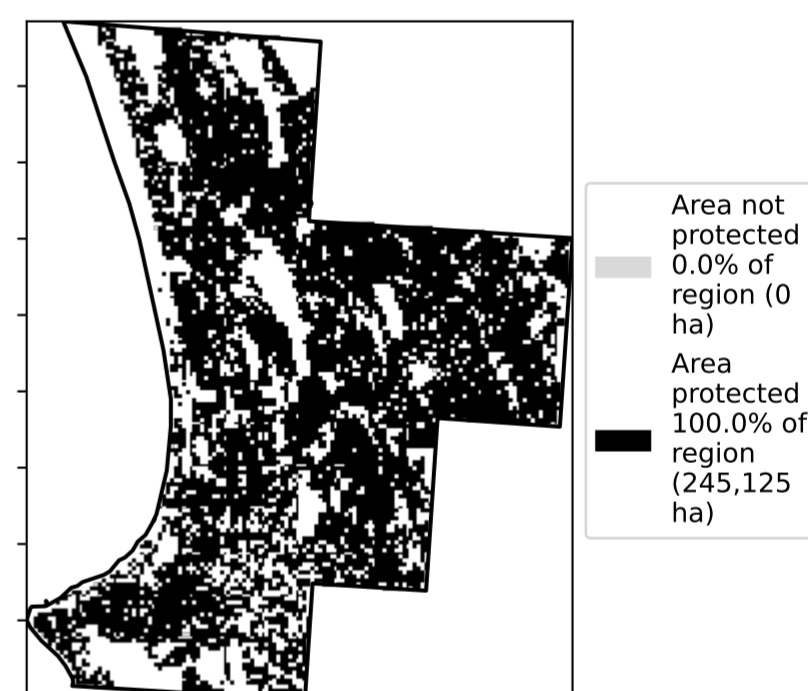 Area not
protected
0.0% of
region (0
ha)
Area
protected
100.0% of
region
(245,125
ha)